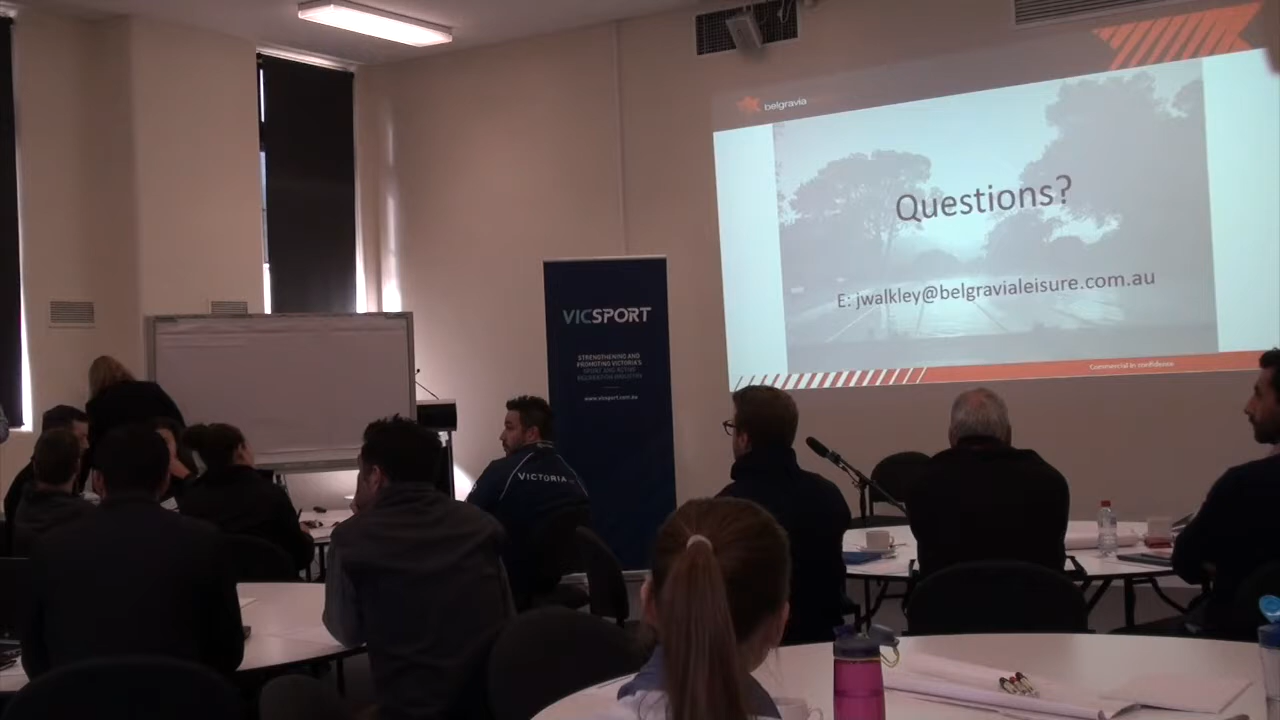 belgravia
Questions?
E: jwalkley@belgravialeisure.com.au
Commercial in confidence
VICSPORT
STRENGTHENING AND
PROMOTING VICTORIA'S
SPORT AND ACTIVE
RECREATION INDUSTRY
www.vicsport.com.au
VICTORIA